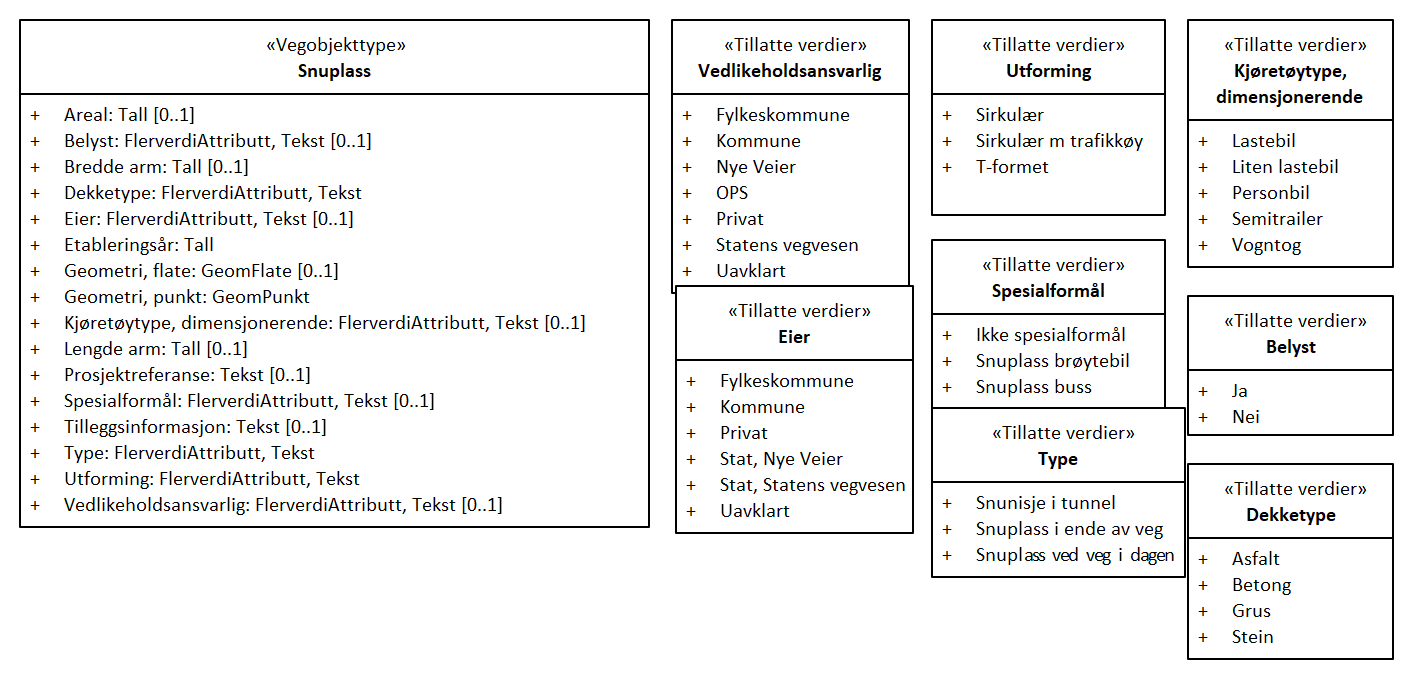 «Vegobjekttype»
Snuplass
+ Areal: Tall [0..1]
+ Belyst: FlerverdiAttributt, Tekst [0..1]
+ Bredde arm: Tall [0..1]
+ Dekketype: FlerverdiAttributt, Tekst
+ Eier: FlerverdiAttributt, Tekst [0..1]
+ Etableringsår: Tall
+ Geometri, flate: GeomFlate [0..1]
+ Geometri, punkt: GeomPunkt
+ Kjøretøytype, dimensjonerende: FlerverdiAttributt, Tekst [0..1]
+ Lengde arm: Tall [0..1]
+ Prosjektreferanse: Tekst [0..1]
+ Spesialformål: FlerverdiAttributt, Tekst [0..1]
+ Tilleggsinformasjon: Tekst [0..1]
+ Type: FlerverdiAttributt, Tekst
+ Utforming: FlerverdiAttributt, Tekst
+ Vedlikeholdsansvarlig: FlerverdiAttributt, Tekst [0..1]
«Tillatte verdier»
Vedlikeholdsansvarlig
+ Fylkeskommune
+ Kommune
+ Nye Veier
+ OPS
+ Privat
+ Statens vegvesen
+ Uavklart
«Tillatte verdier»
Eier
+ Fylkeskommune
+ Kommune
+ Privat
+ Stat, Nye Veier
+ Stat, Statens vegvesen
+ Uavklart
«Tillatte verdier»
Utforming
+ Sirkulær
+ Sirkulær m trafikkøy
+ T-formet
«Tillatte verdier»
Spesialformål
+ Ikke spesialformål
+ Snuplass brøytebil
+ Snuplass buss
«Tillatte verdier»
Type
+ Snunisje i tunnel
+ Snuplass i ende av veg
+ Snuplass ved veg i dagen
«Tillatte verdier»
Kjøretøytype,
dimensjonerende
+ Lastebil
+ Liten lastebil
+ Personbil
+ Semitrailer
+ Vogntog
«Tillatte verdier»
Belyst
+ Ja
+ Nei
«Tillatte verdier»
Dekketype
+ Asfalt
+ Betong
+ Grus
+ Stein